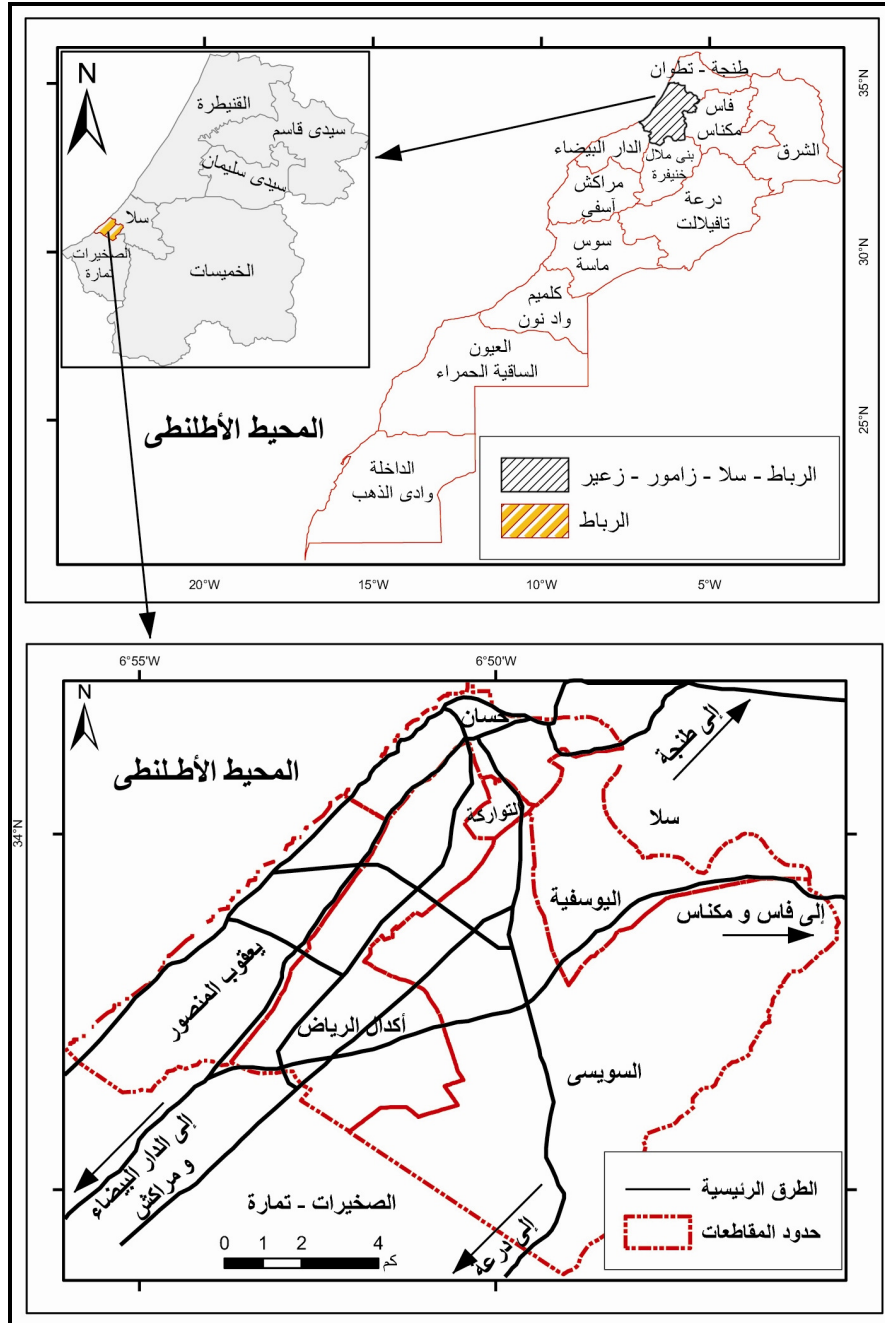 N
القنيطرة
سيدى قاسم
سيدى سليمان
سلا
الصخيرات
تمارة
الخميسات
طنجة - تطوان
فاس
مكناس
الشرق
الدار البيضاء
بنى ملال
خنيفرة
مراكش
آسفى
درعة
تافيلالت
سوس
ماسة
كلميم
واد نون
العيون
الساقية الحمراء
الداخلة
وادى الذهب
المحيط الأطلنطى
الرباط - سلا - زامور - زعير
الرباط
35°N
30°N
25°N
20°W
15°W
10°W
5°W
6°55'W
6°50'W
34°N
N
المحيط الأطلنطى
حسان
إلى طنجة
التواركة
سلا
اليوسفية
إلى فاس و مكناس
يعقوب المنصور
أكدال الرياض
السويسى
إلى الدار البيضاء
و مراكش
الصخيرات - تمارة
إلى درعة
0 1 2 4
كم
الطرق الرئيسية
حدود المقاطعات